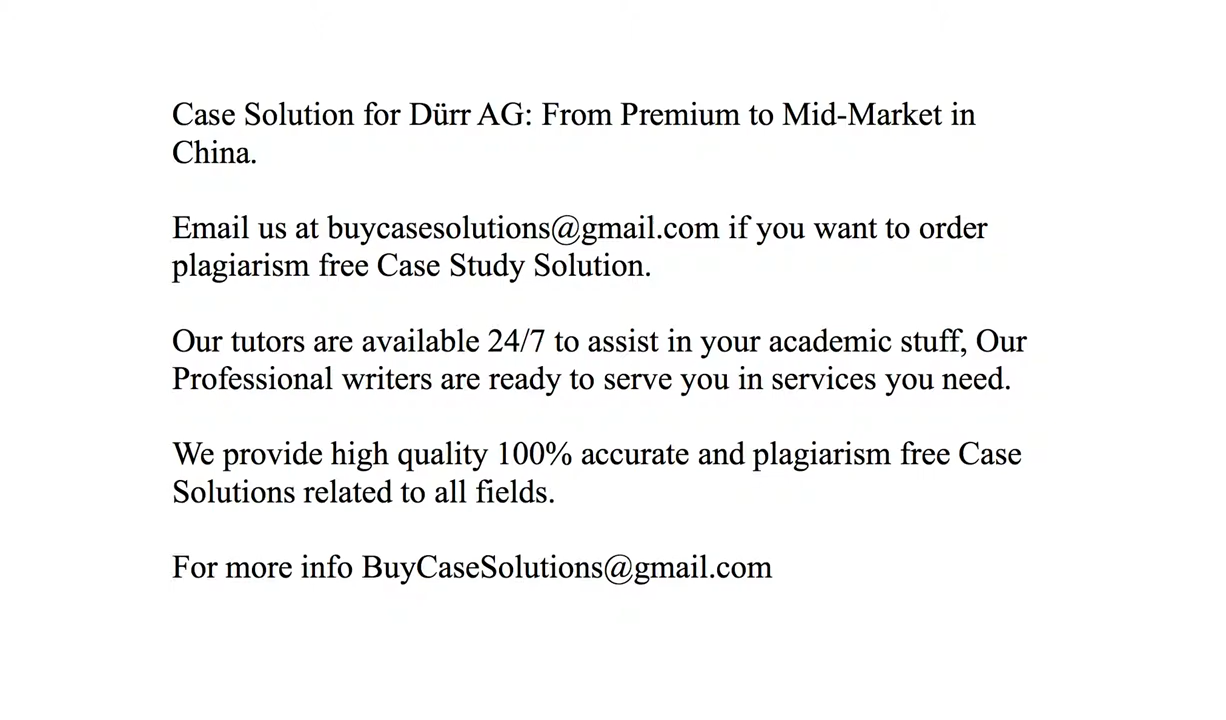 Case Solution for Dürr AG: From Premium to Mid-Market in
China.
Email us at buycasesolutions@gmail.com if you want to order
plagiarism free Case Study Solution.
Our tutors are available 24/7 to assist in your academic stuff, Our
Professional writers are ready to serve you in services you need.
We provide high quality 100% accurate and plagiarism free Case
Solutions related to all fields.
For more info BuyCaseSolutions@gmail.com